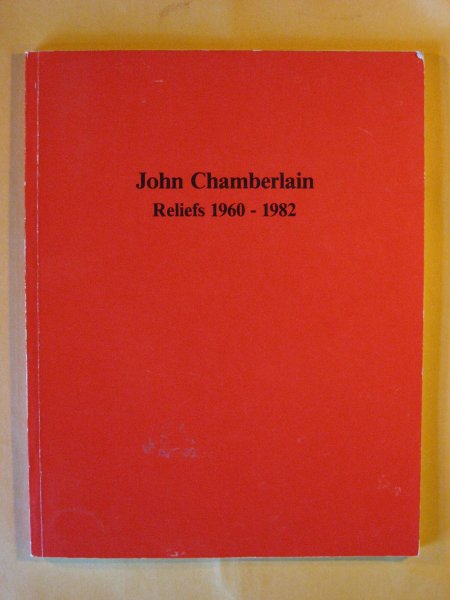 John Chamberlain
Reliefs 1960 - 1982